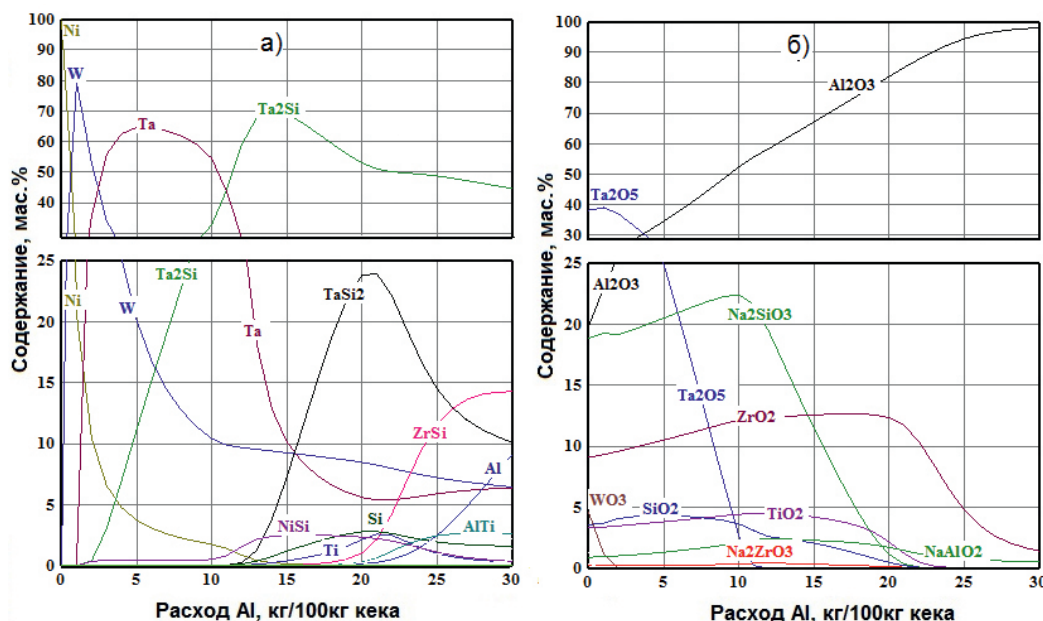 а)
Содержание, мас.%
100
90
80
70
60
50
40
Ni
W
Ta
Ta2Si
25
20
15
10
5
0
Ni
Ta2Si
W
Ta
TaSi2
ZrSi
Al
NiSi
Si
Ti
AlTi
0 5 10 15 20 25 30
Расход Al, кг/100кг кека
б)
Содержание, мас.%
100
90
80
70
60
50
40
30
Al2O3
Ta2O5
25
20
15
10
5
0
Al2O3
Na2SiO3
Ta2O5
ZrO2
WO3
SiO2
TiO2
Na2ZrO3
NaAlO2
0 5 10 15 20 25 30
Расход Al, кг/100кг кека